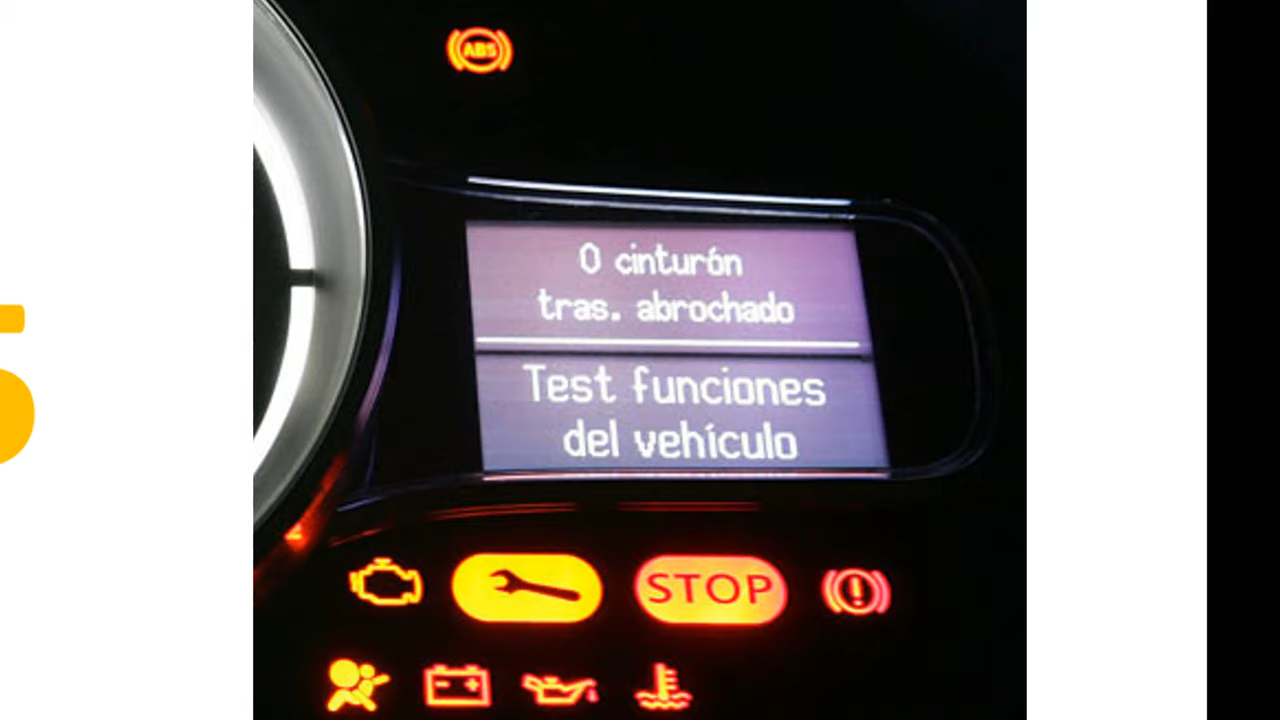 ABS
0 cinturón
tras. abrochado
Test funciones
del vehículo
STOP